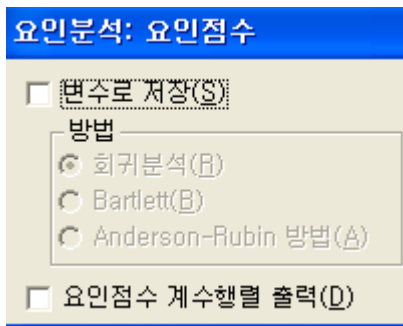 요인분석: 요인점수
변수로 저장(S)
방법
회귀분석(R)
Bartlett(B)
Anderson-Rubin 방법(A)
요인점수 계수행렬 출력(D)